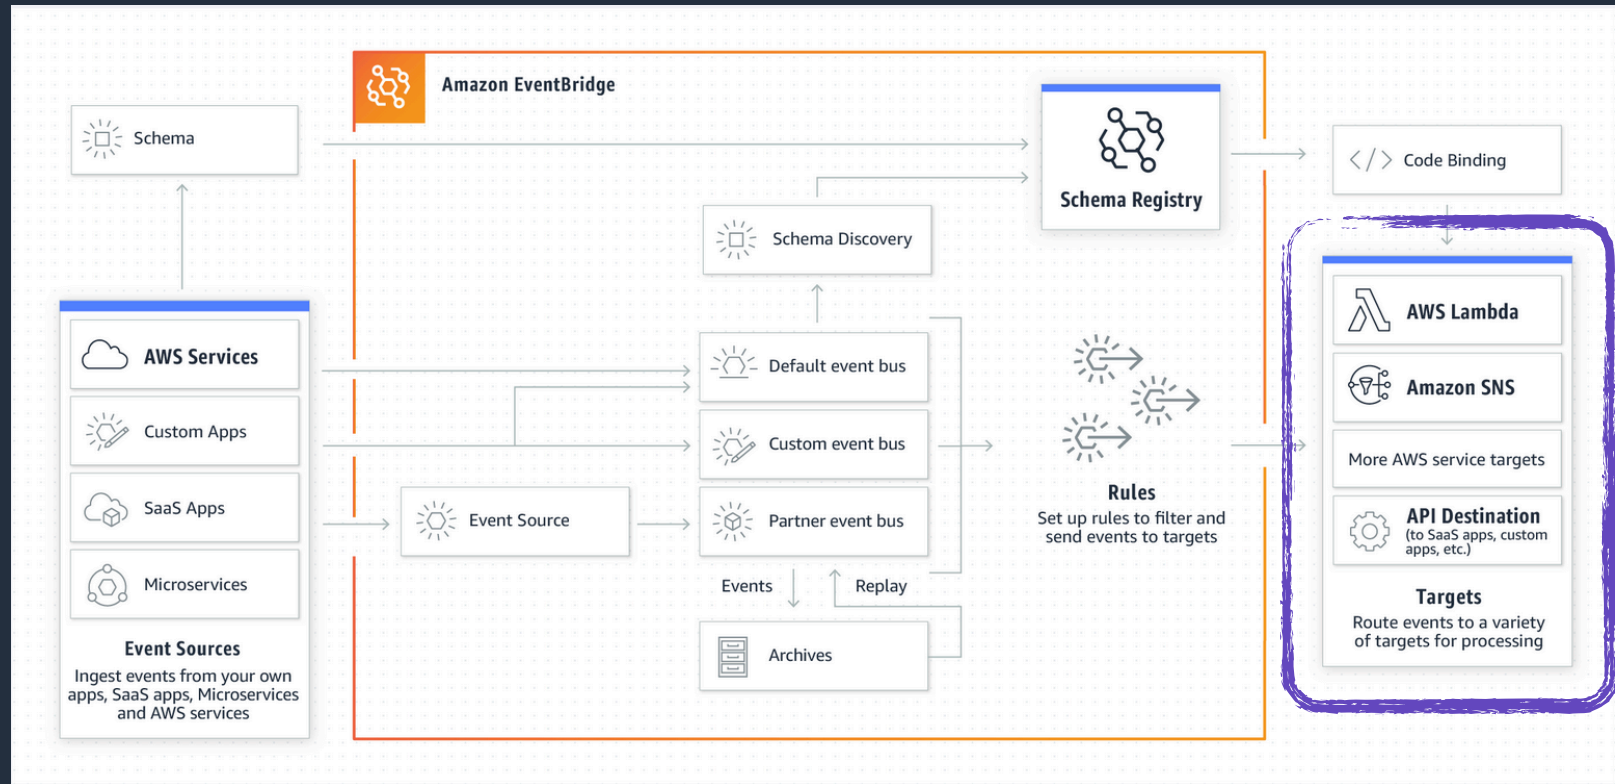 Amazon EventBridge
Schema
Schema Registry
Code Binding
Schema Discovery
AWS Services
Custom Apps
SaaS Apps
Microservices
Event Sources
Ingest events from your own
apps, SaaS apps, Microservices
and AWS services
Event Source
Default event bus
Custom event bus
Partner event bus
Events
Replay
Archives
Rules
Set up rules to filter and
send events to targets
AWS Lambda
Amazon SNS
More AWS service targets
API Destination
(to SaaS apps, custom
apps, etc.)
Targets
Route events to a variety
of targets for processing